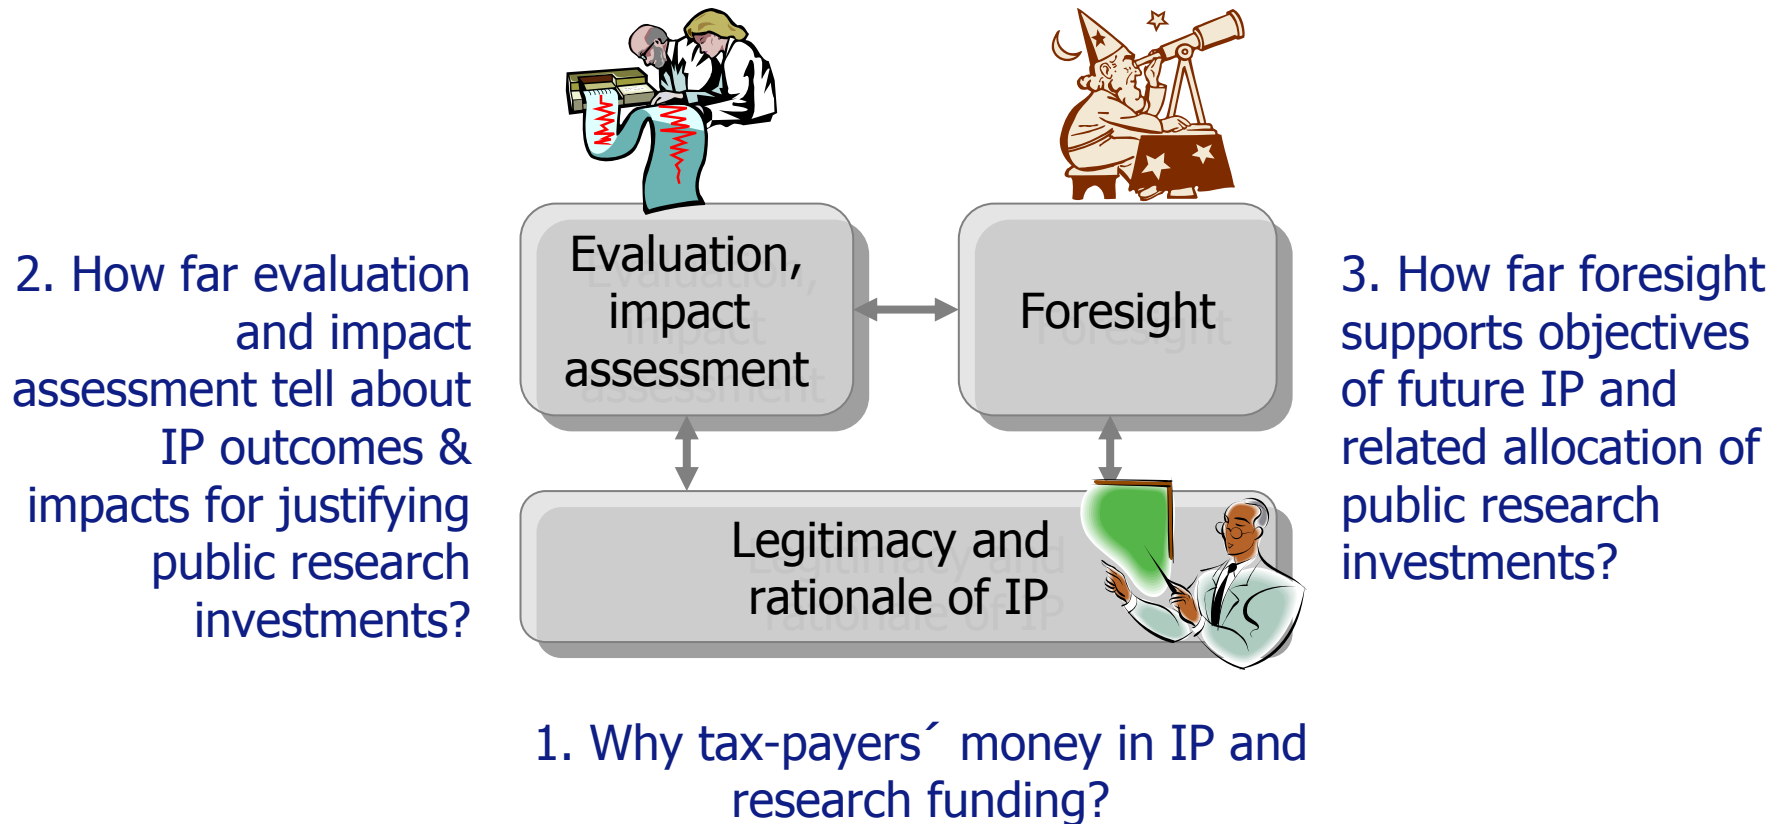 2. How far evaluation
and impact
assessment tell about
IP outcomes &
impacts for justifying
public research
investments?
Evaluation,
impact
assessment
Foresight
3. How far foresight
supports objectives
of future IP and
related allocation of
public research
investments?
Legitimacy and
rationale of IP
1. Why tax-payers´ money in IP and
research funding?